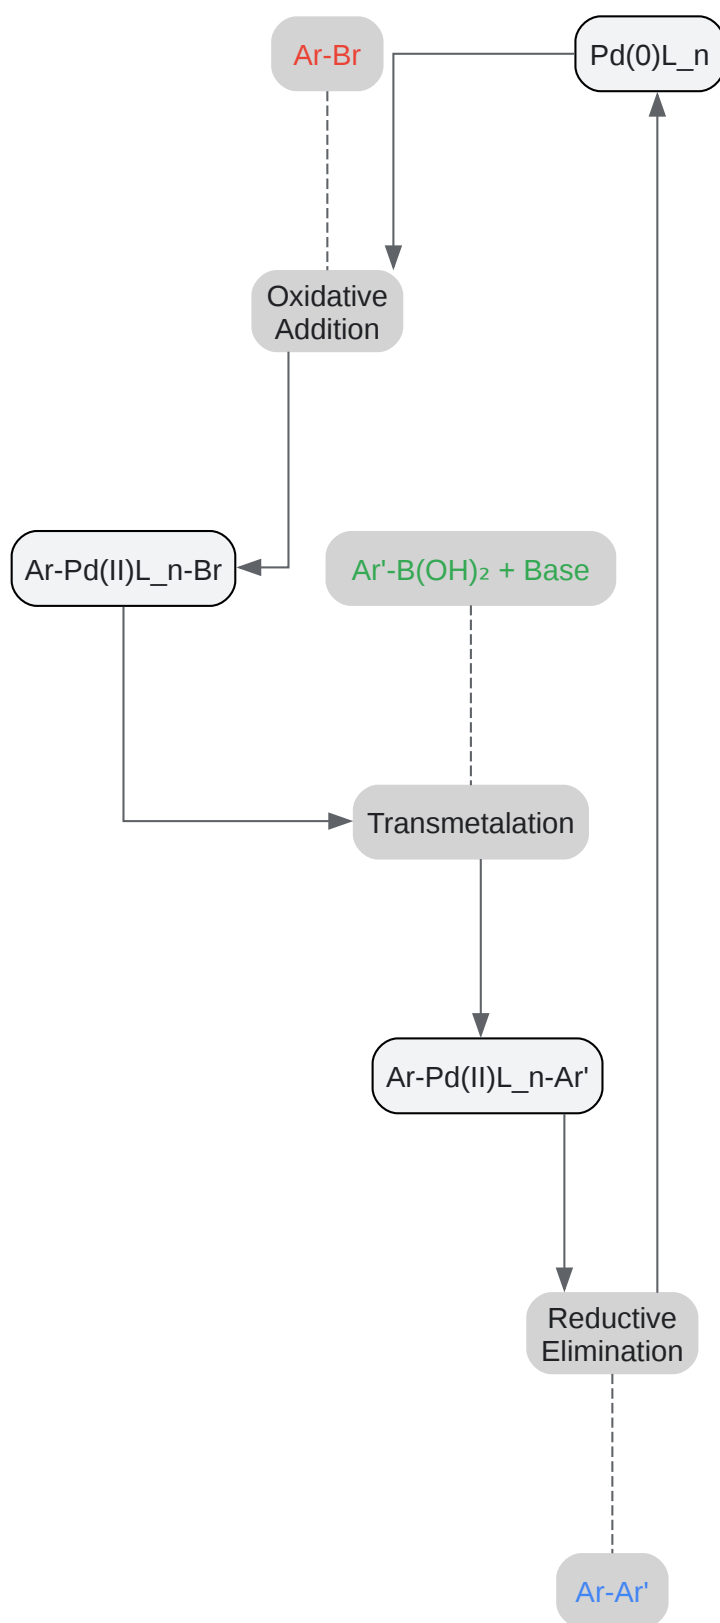 Ar-Br
Pd(0)L_n
Oxidative
Addition
Ar-Pd(II)L_n-Br
Ar'-B(OH)₂ + Base
Transmetalation
Ar-Pd(II)L_n-Ar'
Reductive
Elimination
Ar-Ar'